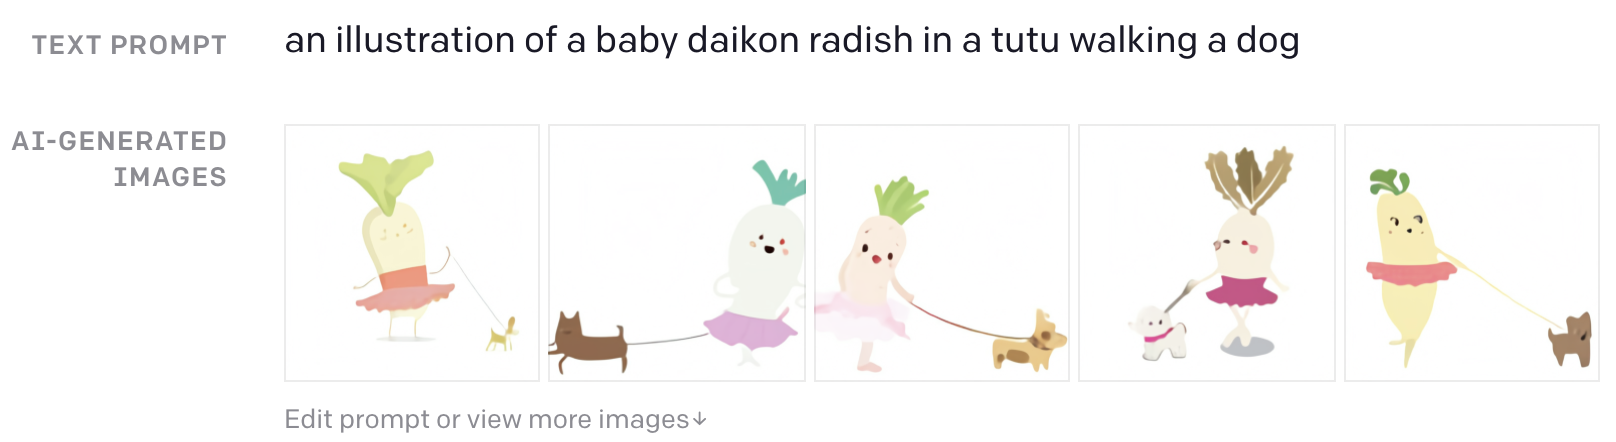 TEXT PROMPT
an illustration of a baby daikon radish in a tutu walking a dog
AI-GENERATED
IMAGES
Edit prompt or view more images↓